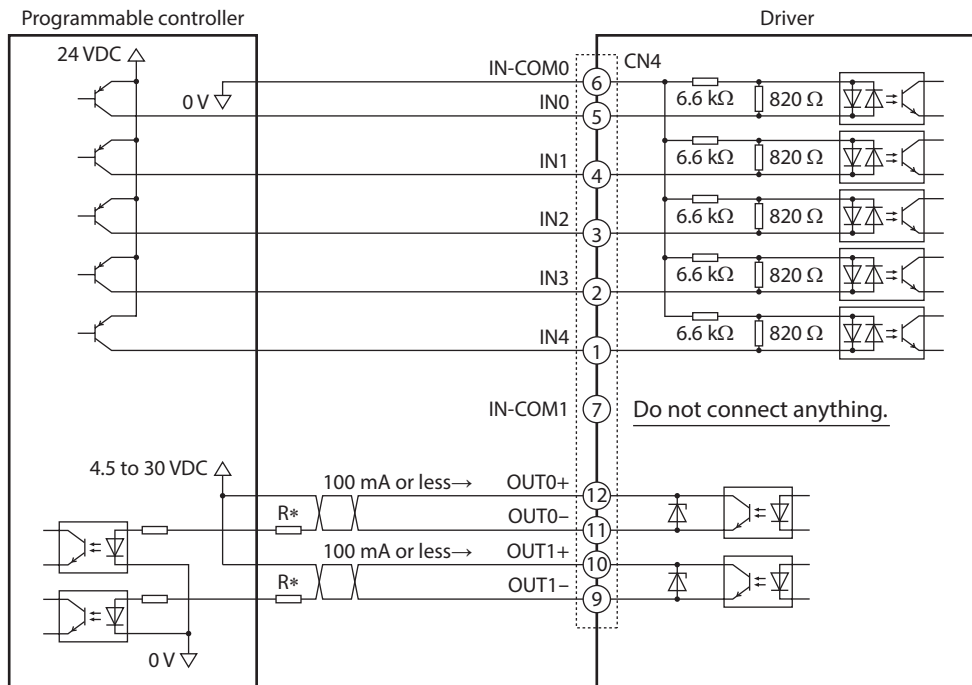 Programmable controller
Driver
24 VDC
0 V
IN-COM0
6
CN4
6.6 kΩ
820 Ω
IN0
5
IN1
4
6.6 kΩ
820 Ω
IN2
3
6.6 kΩ
820 Ω
IN3
2
6.6 kΩ
820 Ω
IN4
1
6.6 kΩ
820 Ω
IN-COM1
7
Do not connect anything.
4.5 to 30 VDC
100 mA or less→
OUT0+
12
R*
OUT0−
11
100 mA or less→
OUT1+
10
R*
OUT1−
9
0 V